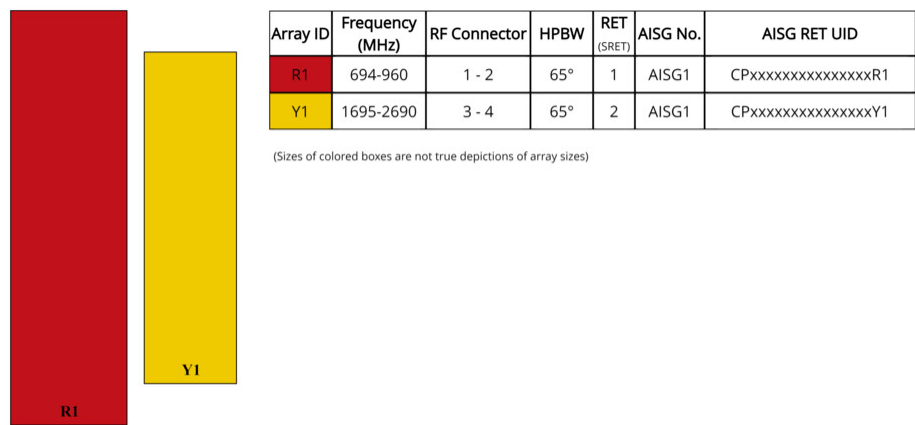 Array ID Frequency (MHz) RF Connector HPBW RET (SRET) AISG No. AISG RET UID
R1 694-960 1 - 2 65° 1 AISG1 CPxxxxxxxxxxxxxxxxR1
Y1 1695-2690 3 - 4 65° 2 AISG1 CPxxxxxxxxxxxxxxxxY1
(Sizes of colored boxes are not true depictions of array sizes)
Y1
R1